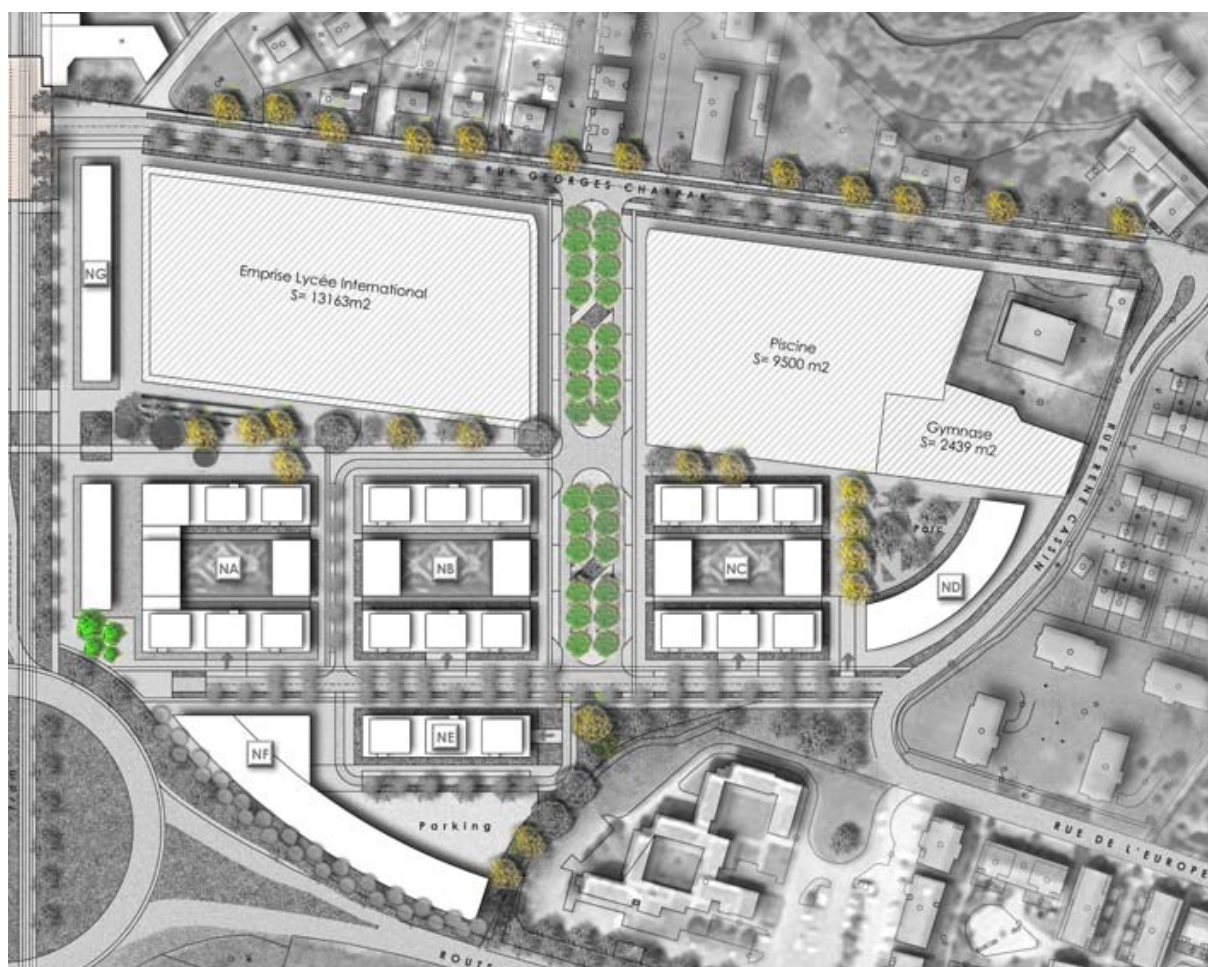 RUE GEORGES CHARPAK
NG
Emprise Lycée International
S= 13163m2
Piscine
S= 9500 m2
Gymnase
S= 2439 m2
RUE RENE CASSIN
Parc
NA
NB
NC
ND
NF
NE
Parking
RUE DE L'EUROPE
ROUTE